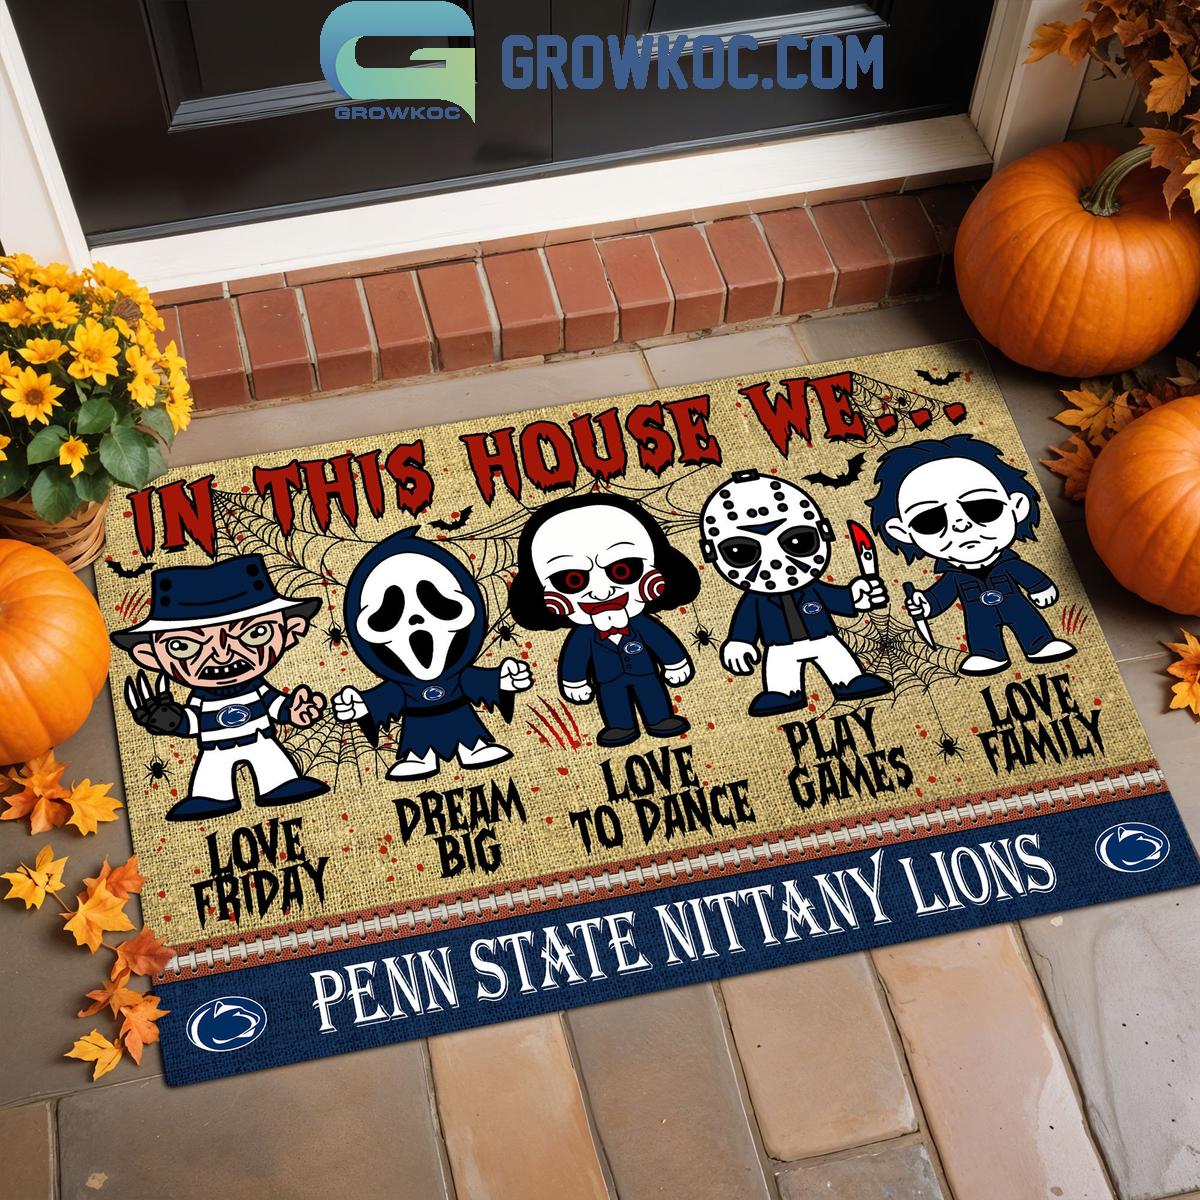 GROWKOC.COM
GROWKOC
IN THIS HOUSE WE...
LOVE
FRIDAY
DREAM
BIG
LOVE
TO DANCE
PLAY
GAMES
LOVE
FAMILY
PENN STATE NITTANY LIONS